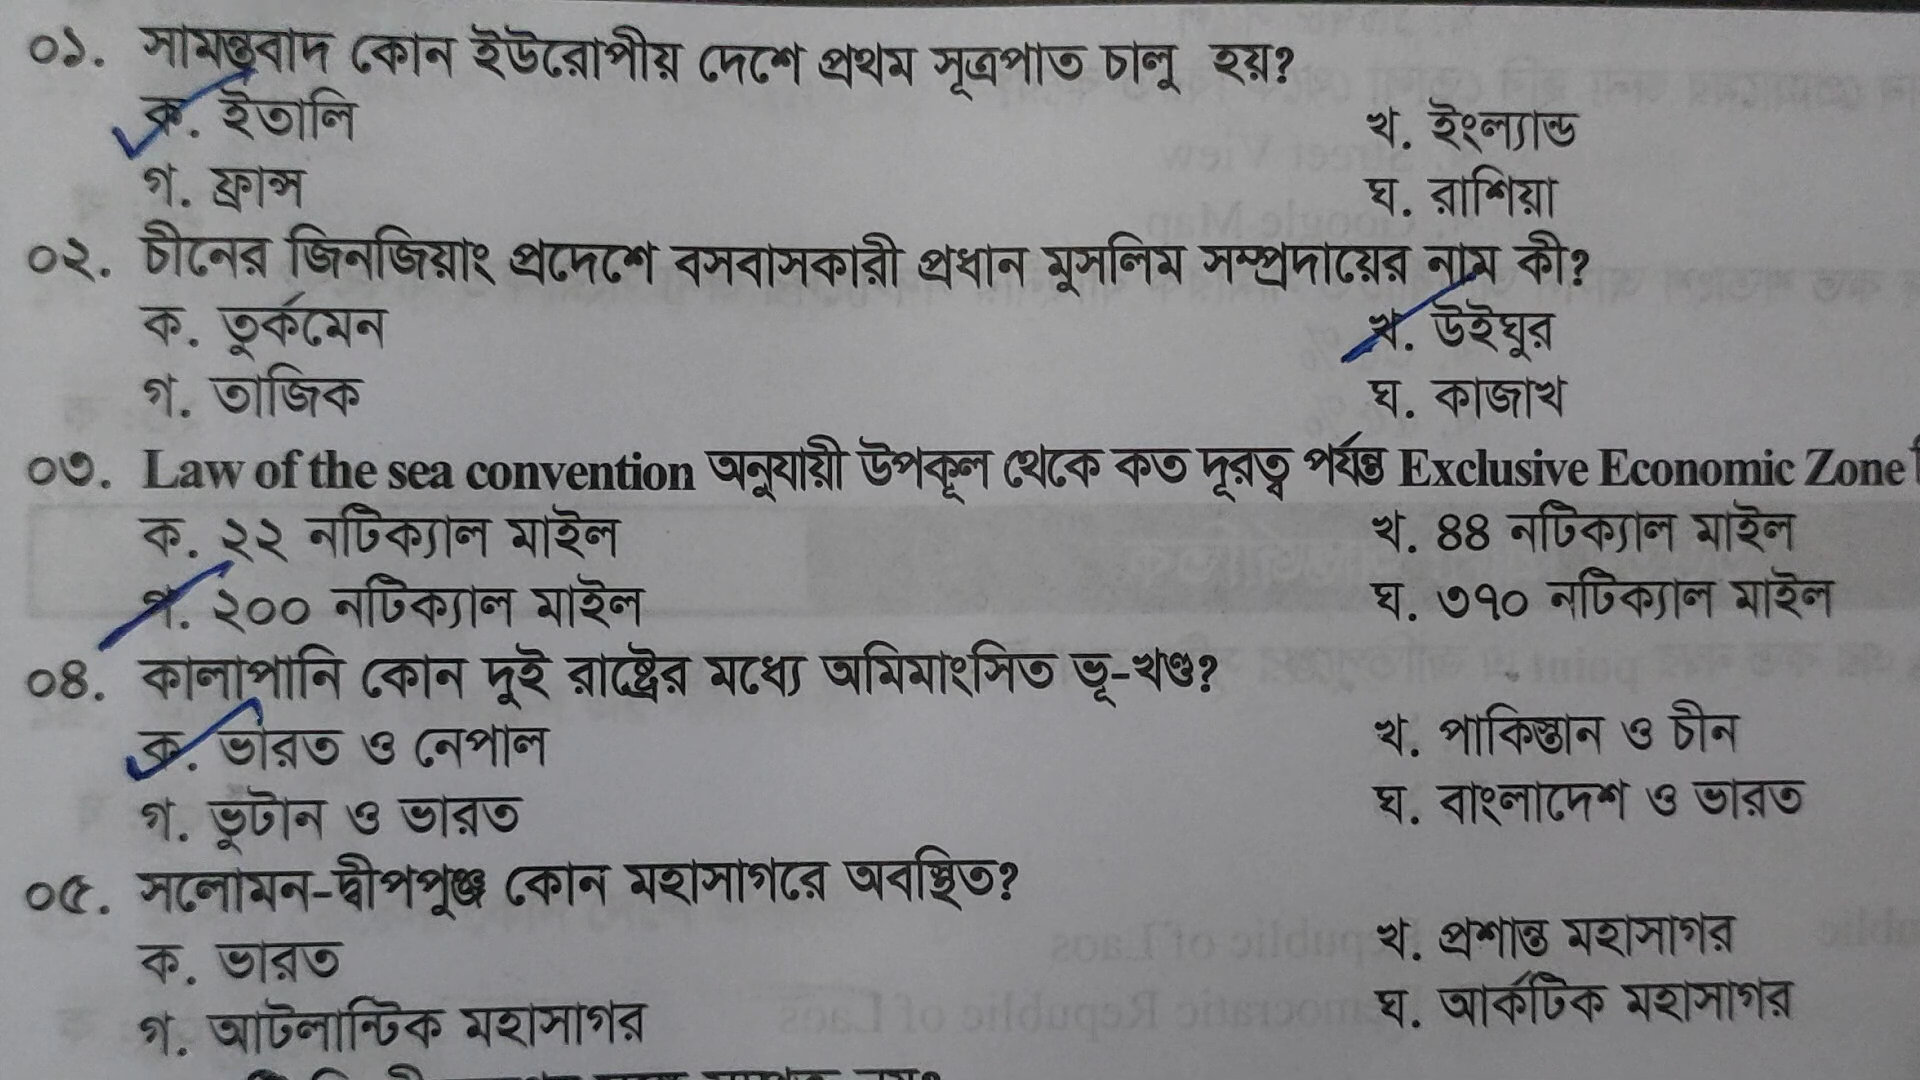 ০১. সামন্তবাদ কোন ইউরোপীয় দেশে প্রথম সূত্রপাত চালু হয়?
ক. ইতালি
খ. ইংল্যান্ড
গ. ফ্রান্স
ঘ. রাশিয়া
০২. চীনের জিনজিয়াং প্রদেশে বসবাসকারী প্রধান মুসলিম সম্প্রদায়ের নাম কী?
ক. তুর্কমেন
খ. উইঘুর
গ. তাজিক
ঘ. কাজাখ
০৩. Law of the sea convention অনুযায়ী উপকূল থেকে কত দূরত্ব পর্যন্ত Exclusive Economic Zone
ক. ২২ নটিক্যাল মাইল
খ. ৪৪ নটিক্যাল মাইল
গ. ২০০ নটিক্যাল মাইল
ঘ. ৩৭০ নটিক্যাল মাইল
০৪. কালাপানি কোন দুই রাষ্ট্রের মধ্যে অমিমাংসিত ভূ-খণ্ড?
ক. ভারত ও নেপাল
খ. পাকিস্তান ও চীন
গ. ভুটান ও ভারত
ঘ. বাংলাদেশ ও ভারত
০৫. সলোমন-দ্বীপপুঞ্জ কোন মহাসাগরে অবস্থিত?
ক. ভারত
খ. প্রশান্ত মহাসাগর
গ. আটলান্টিক মহাসাগর
ঘ. আর্কটিক মহাসাগর